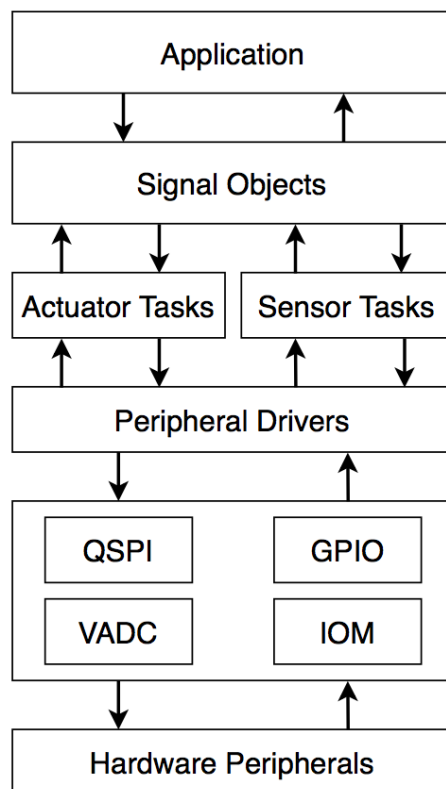 Application
Signal Objects
Actuator Tasks
Sensor Tasks
Peripheral Drivers
QSPI
GPIO
VADC
IOM
Hardware Peripherals